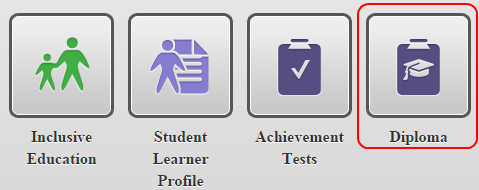 Inclusive Education
Student Learner Profile
Achievement Tests
Diploma